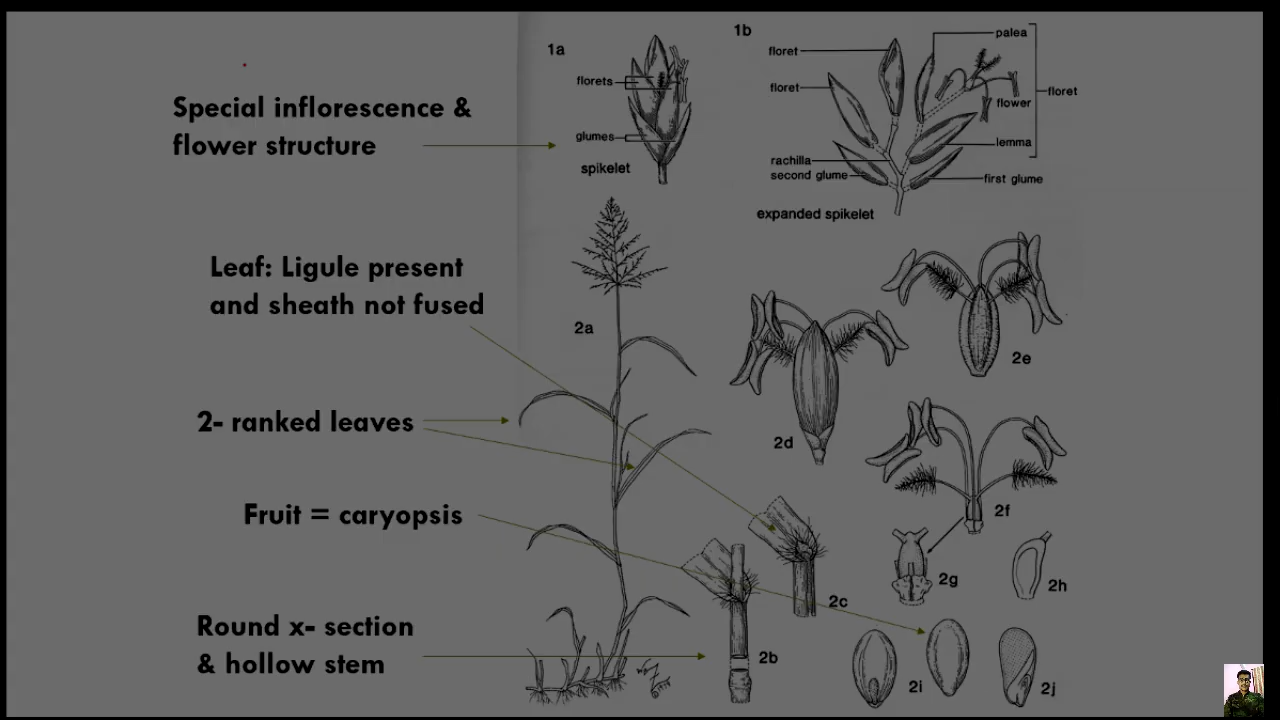 1a
1b
palea
floret
florets
floret
floret
flower
Special inflorescence &
flower structure
glumes
lemma
spikelet
rachilla
second glume
first glume
expanded spikelet
Leaf: Ligule present
and sheath not fused
2a
2e
2- ranked leaves
2d
Fruit = caryopsis
2f
2g
2h
2c
Round x- section
& hollow stem
2b
2i
2j